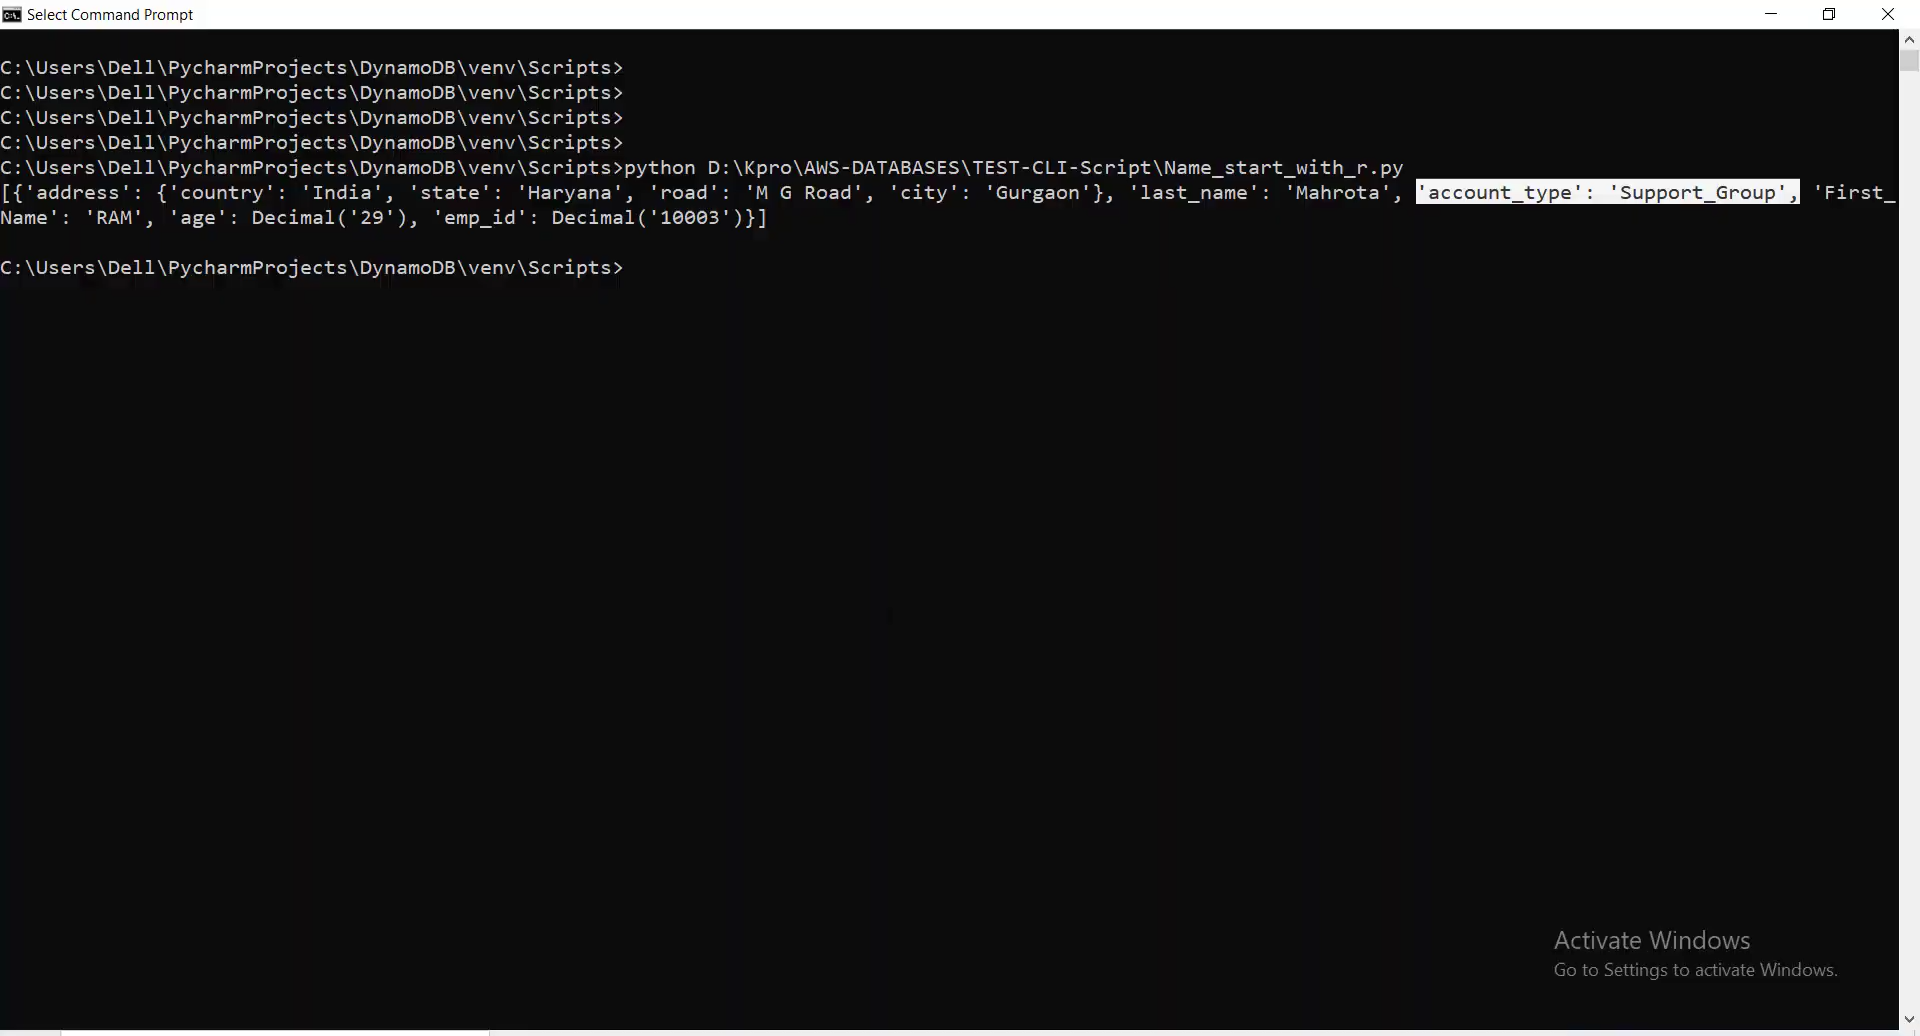 Select Command Prompt
C:\Users\Dell\PycharmProjects\DynamoDB\venv\Scripts>
C:\Users\Dell\PycharmProjects\DynamoDB\venv\Scripts>
C:\Users\Dell\PycharmProjects\DynamoDB\venv\Scripts>
C:\Users\Dell\PycharmProjects\DynamoDB\venv\Scripts>
C:\Users\Dell\PycharmProjects\DynamoDB\venv\Scripts>python D:\Kpro\AWS-DATABASES\TEST-CLI-Script\Name_start_with_r.py
[{'address': {'country': 'India', 'state': 'Haryana', 'road': 'M G Road', 'city': 'Gurgaon'}, 'last_name': 'Mahrota', 'account_type': 'Support_Group', 'First_
Name': 'RAM', 'age': Decimal('29'), 'emp_id': Decimal('10003')}]
C:\Users\Dell\PycharmProjects\DynamoDB\venv\Scripts>
Activate Windows
Go to Settings to activate Windows.